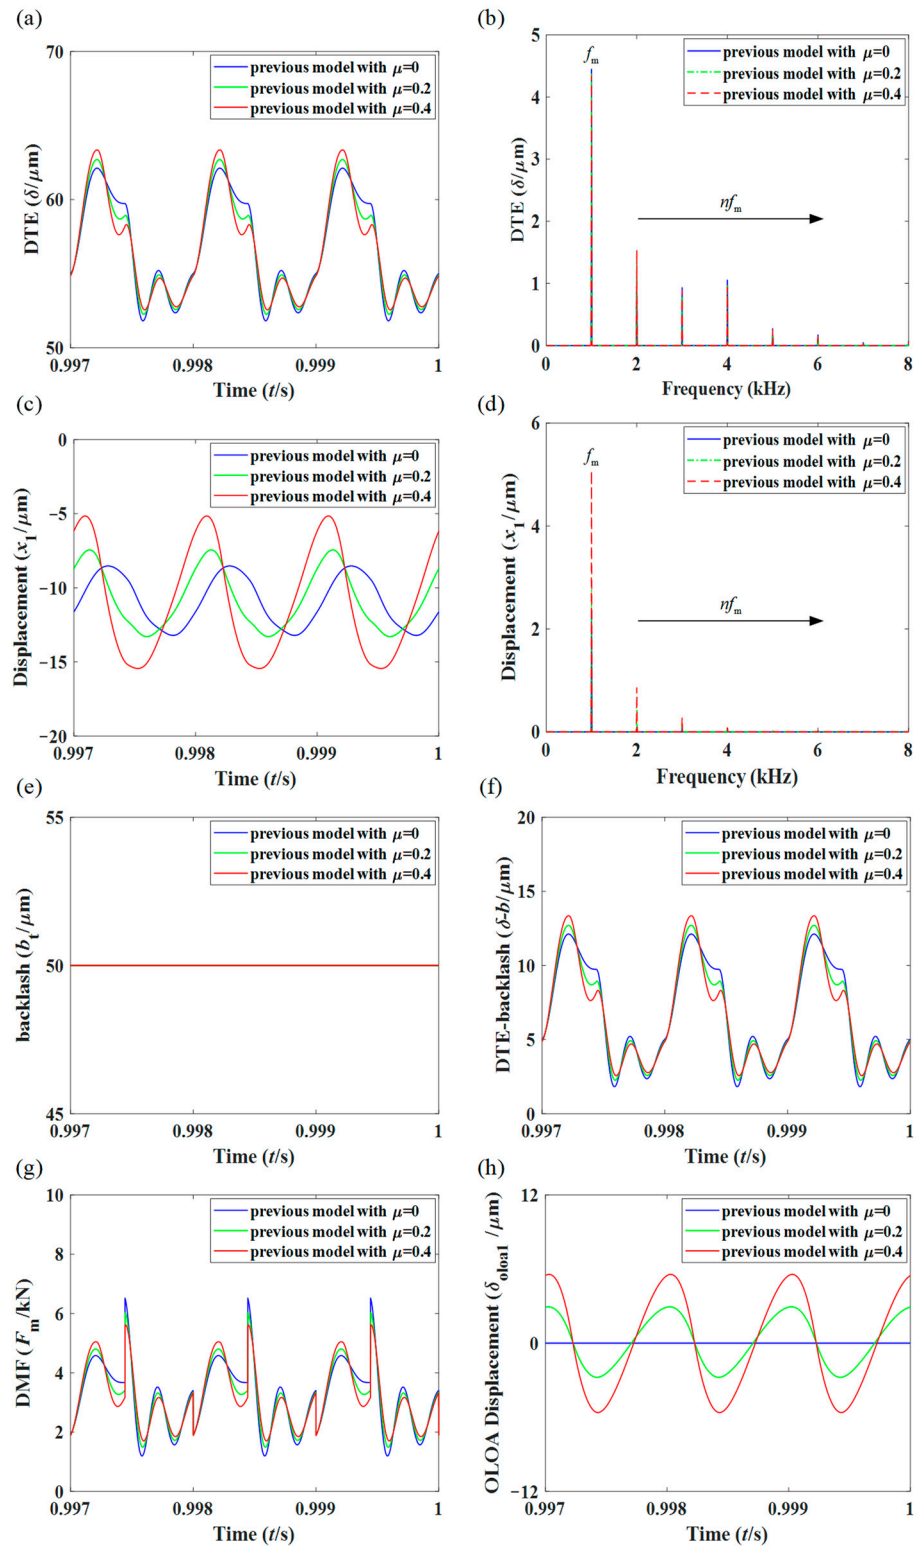 (a)
DTE (δ/μm)
70
60
50
0.997
0.998
0.999
1
Time (t/s)
previous model with μ=0
previous model with μ=0.2
previous model with μ=0.4
(b)
DTE (δ/μm)
5
4
3
2
1
0
0
2
4
6
8
Frequency (kHz)
fm
nfm
previous model with μ=0
previous model with μ=0.2
previous model with μ=0.4
(c)
Displacement (x1/μm)
0
−5
−10
−15
−20
0.997
0.998
0.999
1
Time (t/s)
previous model with μ=0
previous model with μ=0.2
previous model with μ=0.4
(d)
Displacement (x1/μm)
6
4
2
0
0
2
4
6
8
Frequency (kHz)
fm
nfm
previous model with μ=0
previous model with μ=0.2
previous model with μ=0.4
(e)
backlash (bt/μm)
55
50
45
0.997
0.998
0.999
1
Time (t/s)
previous model with μ=0
previous model with μ=0.2
previous model with μ=0.4
(f)
DTE-backlash (δ-b/μm)
20
15
10
5
0
0.997
0.998
0.999
1
Time (t/s)
previous model with μ=0
previous model with μ=0.2
previous model with μ=0.4
(g)
DMF (Fm/kN)
10
8
6
4
2
0
0.997
0.998
0.999
1
Time (t/s)
previous model with μ=0
previous model with μ=0.2
previous model with μ=0.4
(h)
OLOA Displacement (δoloa1 /μm)
12
0
−12
0.997
0.998
0.999
1
Time (t/s)
previous model with μ=0
previous model with μ=0.2
previous model with μ=0.4